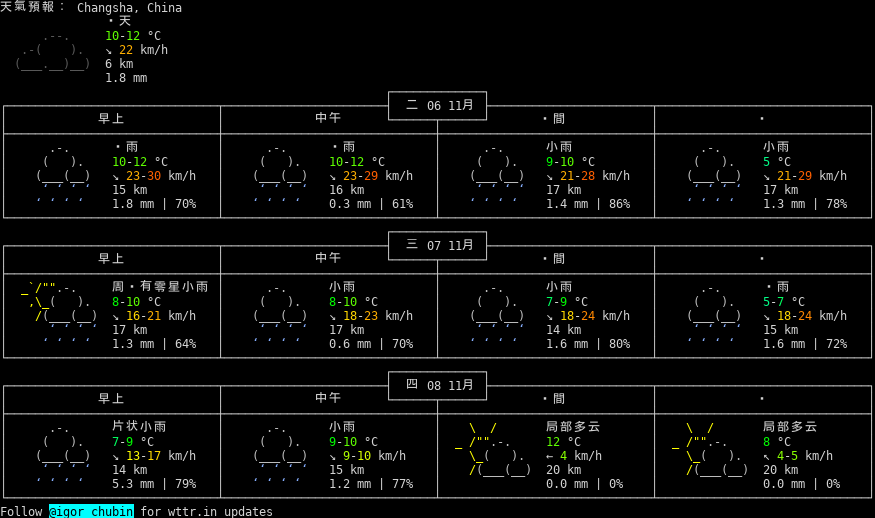 天氣預報： Changsha, China
・天
10-12 °C
↘ 22 km/h
6 km
1.8 mm
二 06 11月
早上 中午 ・間 ・
・雨 ・雨 小雨 小雨
10-12 °C 10-12 °C 9-10 °C 5 °C
↘ 23-30 km/h ↘ 23-29 km/h ↘ 21-28 km/h ↘ 21-29 km/h
15 km 16 km 17 km 17 km
1.8 mm | 70% 0.3 mm | 61% 1.4 mm | 86% 1.3 mm | 78%
三 07 11月
早上 中午 ・間 ・
周・有零星小雨 小雨 小雨 ・雨
8-10 °C 8-10 °C 7-9 °C 5-7 °C
↘ 16-21 km/h ↘ 18-23 km/h ↘ 18-24 km/h ↘ 18-24 km/h
17 km 17 km 14 km 15 km
1.3 mm | 64% 0.6 mm | 70% 1.6 mm | 80% 1.6 mm | 72%
四 08 11月
早上 中午 ・間 ・
片状小雨 小雨 局部多云 局部多云
7-9 °C 9-10 °C 12 °C 8 °C
↘ 13-17 km/h ↘ 9-10 km/h ← 4 km/h ↖ 4-5 km/h
14 km 15 km 20 km 20 km
5.3 mm | 79% 1.2 mm | 77% 0.0 mm | 0% 0.0 mm | 0%
Follow @igor_chubin for wttr.in updates